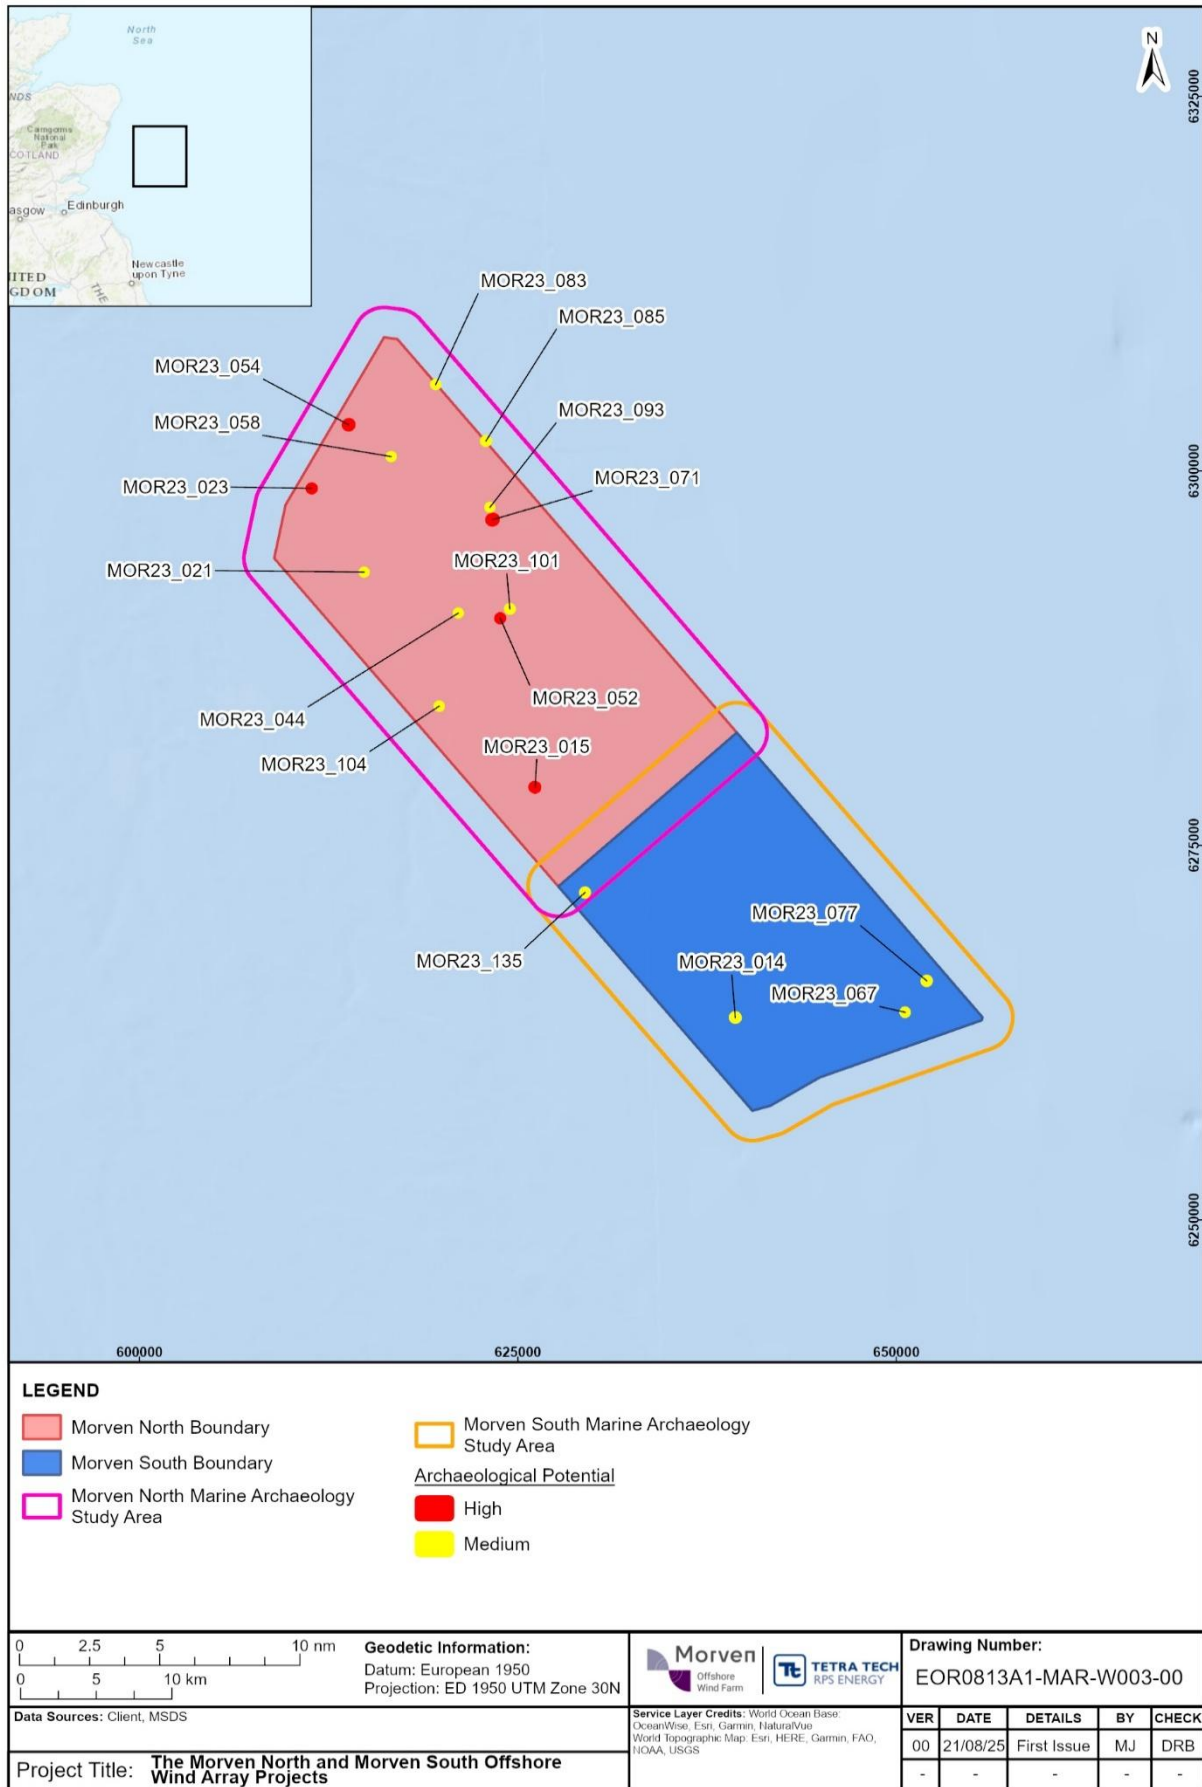 North
Sea
NDS
Cairngorms
National
Park
COTLAND
asgow
Edinburgh
Newcastle
upon Tyne
ITED
GDOM
THE
N
6325000
6300000
6275000
6250000
MOR23_083
MOR23_085
MOR23_054
MOR23_093
MOR23_058
MOR23_071
MOR23_023
MOR23_101
MOR23_021
MOR23_052
MOR23_044
MOR23_015
MOR23_104
MOR23_077
MOR23_135
MOR23_014
MOR23_067
600000
625000
650000
LEGEND
Morven North Boundary
Morven South Boundary
Morven North Marine Archaeology
Study Area
Morven South Marine Archaeology
Study Area
Archaeological Potential
High
Medium
0 2.5 5 10 nm
0 5 10 km
Geodetic Information:
Datum: European 1950
Projection: ED 1950 UTM Zone 30N
Morven
Offshore
Wind Farm
Tt
TETRA TECH
RPS ENERGY
Drawing Number:
EOR0813A1-MAR-W003-00
Data Sources: Client, MSDS
Service Layer Credits: World Ocean Base:
OceanWise, Esri, Garmin, NaturalVue
World Topographic Map: Esri, HERE, Garmin, FAO,
NOAA, USGS
VER DATE DETAILS BY CHECK
00 21/08/25 First Issue MJ DRB
- - - - -
Project Title: The Morven North and Morven South Offshore
Wind Array Projects